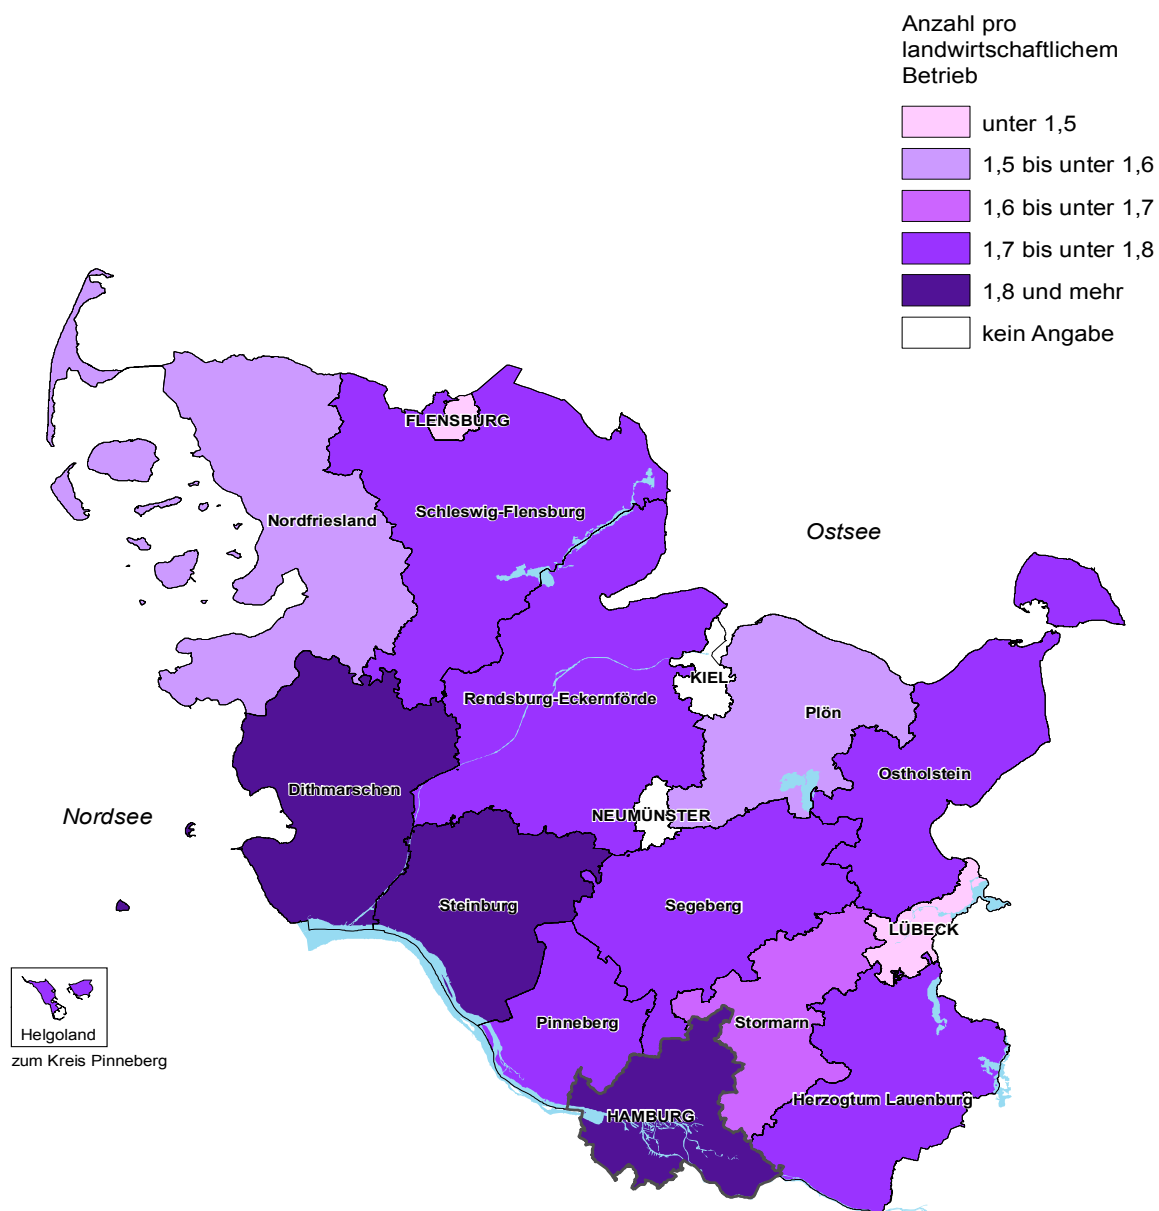 Anzahl pro
landwirtschaftlichem
Betrieb
unter 1,5
1,5 bis unter 1,6
1,6 bis unter 1,7
1,7 bis unter 1,8
1,8 und mehr
kein Angabe
FLENSBURG
Schleswig-Flensburg
Nordfriesland
Ostsee
KIEL
Rendsburg-Eckernförde
Plön
Ostholstein
Dithmarschen
Nordsee
NEUMÜNSTER
Steinburg
Segeberg
LÜBECK
Pinneberg
Stormarn
Helgoland
zum Kreis Pinneberg
Herzogtum Lauenburg
HAMBURG